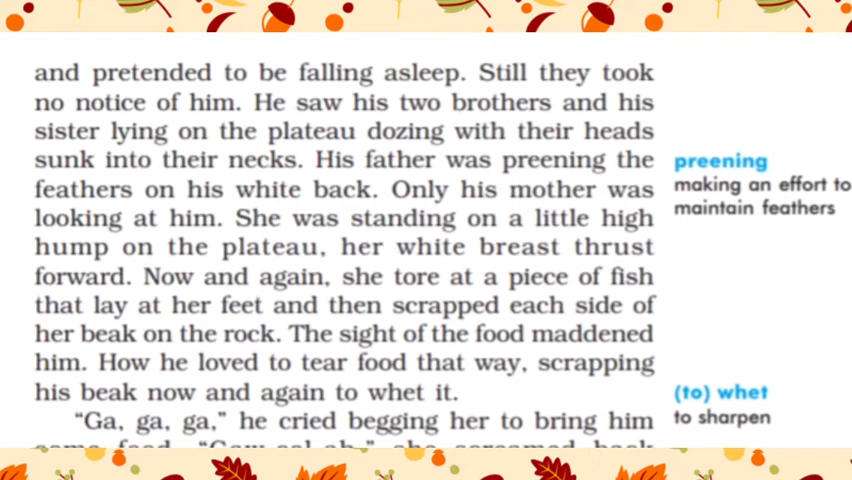 and pretended to be falling asleep. Still they took
no notice of him. He saw his two brothers and his
sister lying on the plateau dozing with their heads
sunk into their necks. His father was preening the
feathers on his white back. Only his mother was
looking at him. She was standing on a little high
hump on the plateau, her white breast thrust
forward. Now and again, she tore at a piece of fish
that lay at her feet and then scrapped each side of
her beak on the rock. The sight of the food maddened
him. How he loved to tear food that way, scrapping
his beak now and again to whet it.
"Ga, ga, ga," he cried begging her to bring him
preening
making an effort to
maintain feathers
(to) whet
to sharpen